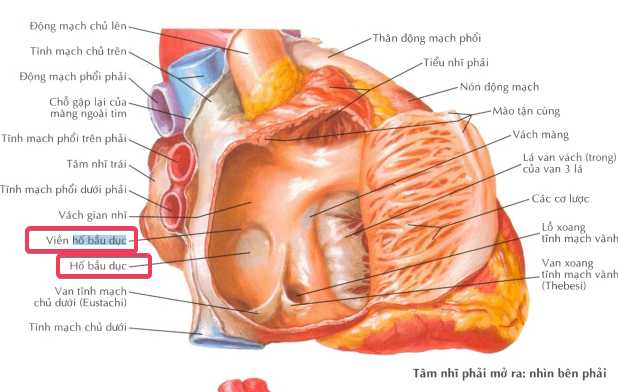 Động mạch chủ lên
Tĩnh mạch chủ trên
Động mạch phổi phải
Chỗ gập lại của
màng ngoài tim
Tĩnh mạch phổi trên phải
Tâm nhĩ trái
Tĩnh mạch phổi dưới phải
Vách gian nhĩ
Viền hố bầu dục
Hố bầu dục
Van tĩnh mạch
chủ dưới (Eustachi)
Tĩnh mạch chủ dưới
Thân động mạch phổi
Tiểu nhĩ phải
Nón động mạch
Mào tận cùng
Vách màng
Lá van vách (trong)
của van 3 lá
Các cơ lược
Lỗ xoang
tĩnh mạch vành
Van xoang
tĩnh mạch vành
(Thebesi)
Tâm nhĩ phải mở ra: nhìn bên phải